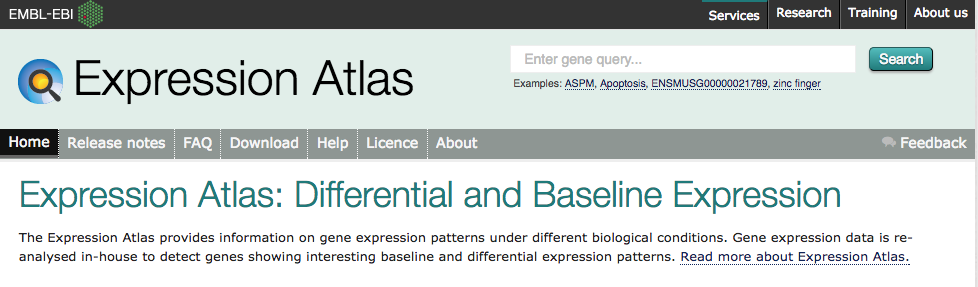 EMBL-EBI
Services Research Training About us
Expression Atlas
Enter gene query... Search
Examples: ASPM, Apoptosis, ENSMUSG00000021789, zinc finger
Home Release notes FAQ Download Help Licence About Feedback
Expression Atlas: Differential and Baseline Expression
The Expression Atlas provides information on gene expression patterns under different biological conditions. Gene expression data is re-
analysed in-house to detect genes showing interesting baseline and differential expression patterns. Read more about Expression Atlas.